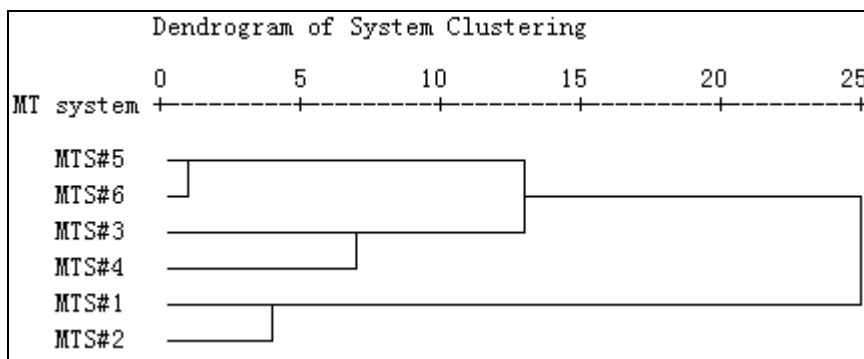 Dendrogram of System Clustering
0 5 10 15 20 25
MT system
MTS#5
MTS#6
MTS#3
MTS#4
MTS#1
MTS#2